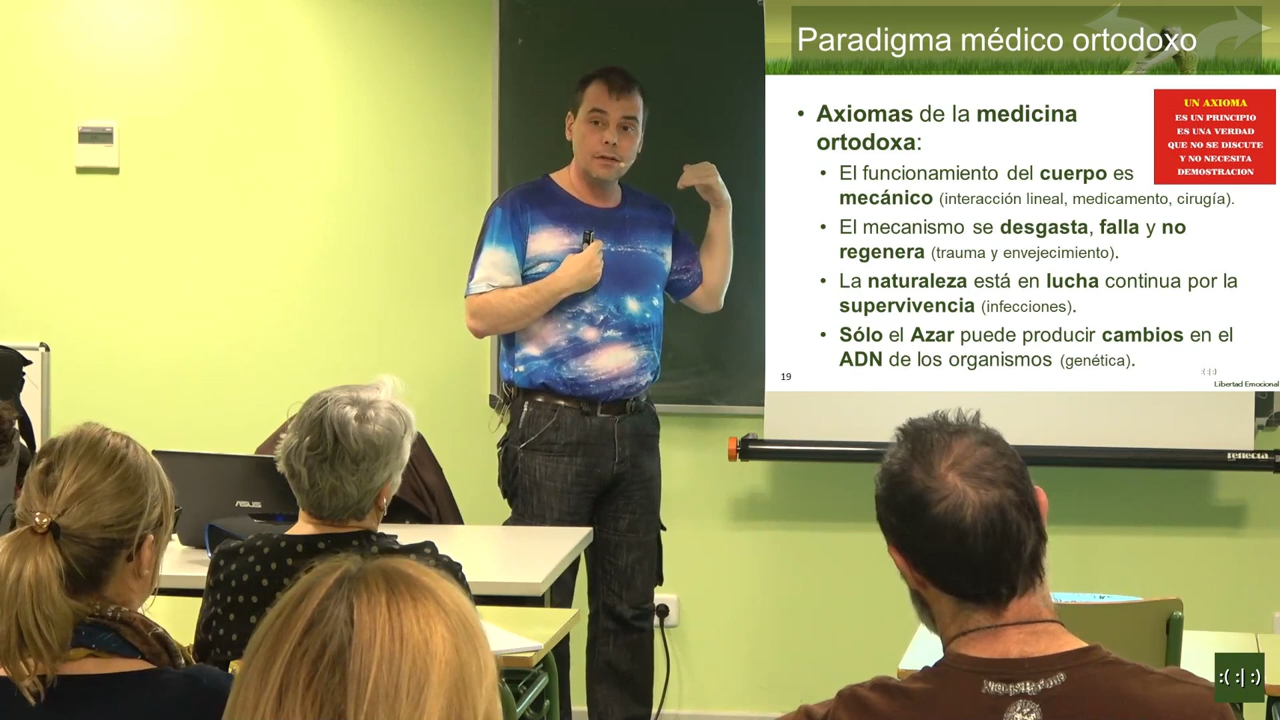 Paradigma médico ortodoxo
• Axiomas de la medicina
ortodoxa:
• El funcionamiento del cuerpo es
mecánico (interacción lineal, medicamento, cirugía).
• El mecanismo se desgasta, falla y no
regenera (trauma y envejecimiento).
• La naturaleza está en lucha continua por la
supervivencia (infecciones).
• Sólo el Azar puede producir cambios en el
ADN de los organismos (genética).
UN AXIOMA
ES UN PRINCIPIO
ES UNA VERDAD
QUE NO SE DISCUTE
Y NO NECESITA
DEMOSTRACION
19
:(:|:)
Libertad Emocional
ASUS
reflecta
:( :| :)